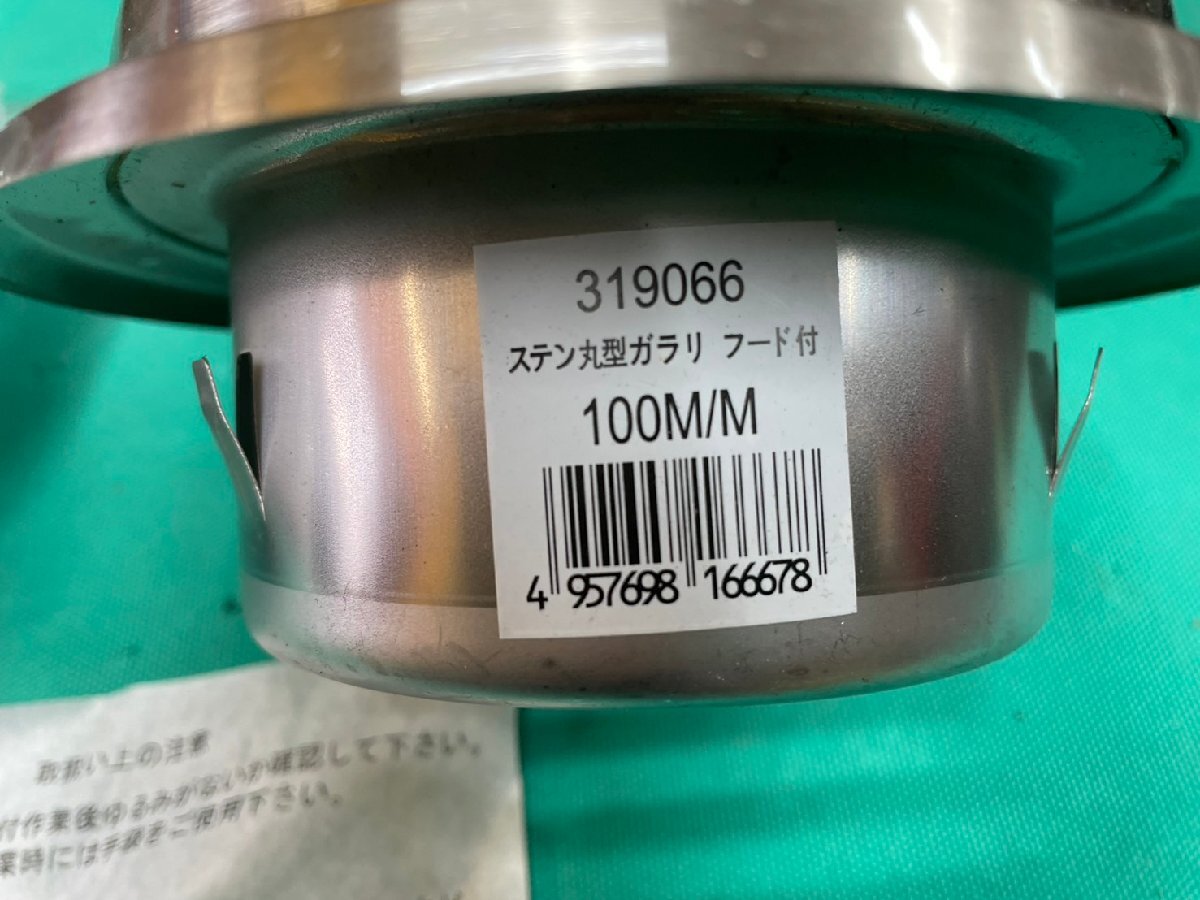 319066
ステン丸型ガラリ フード付
100M/M
4 957698 166678
取扱い上の注意
付作業後ゆるみがないか確認して下さい。
業時には手袋をご使用下さい。